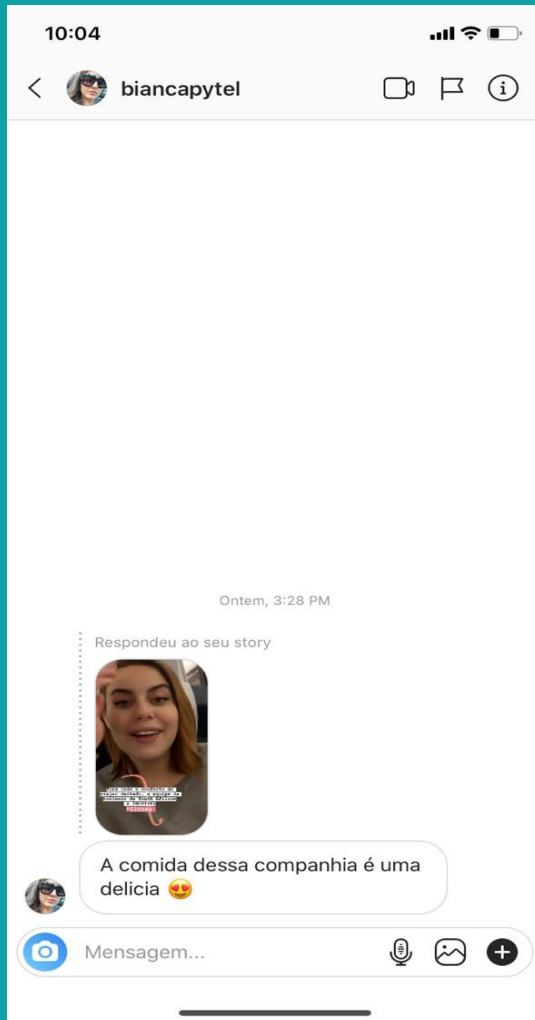 10:04
biancapytel
Ontem, 3:28 PM
Respondeu ao seu story
A comida dessa companhia é uma
delicia 😍
Mensagem...